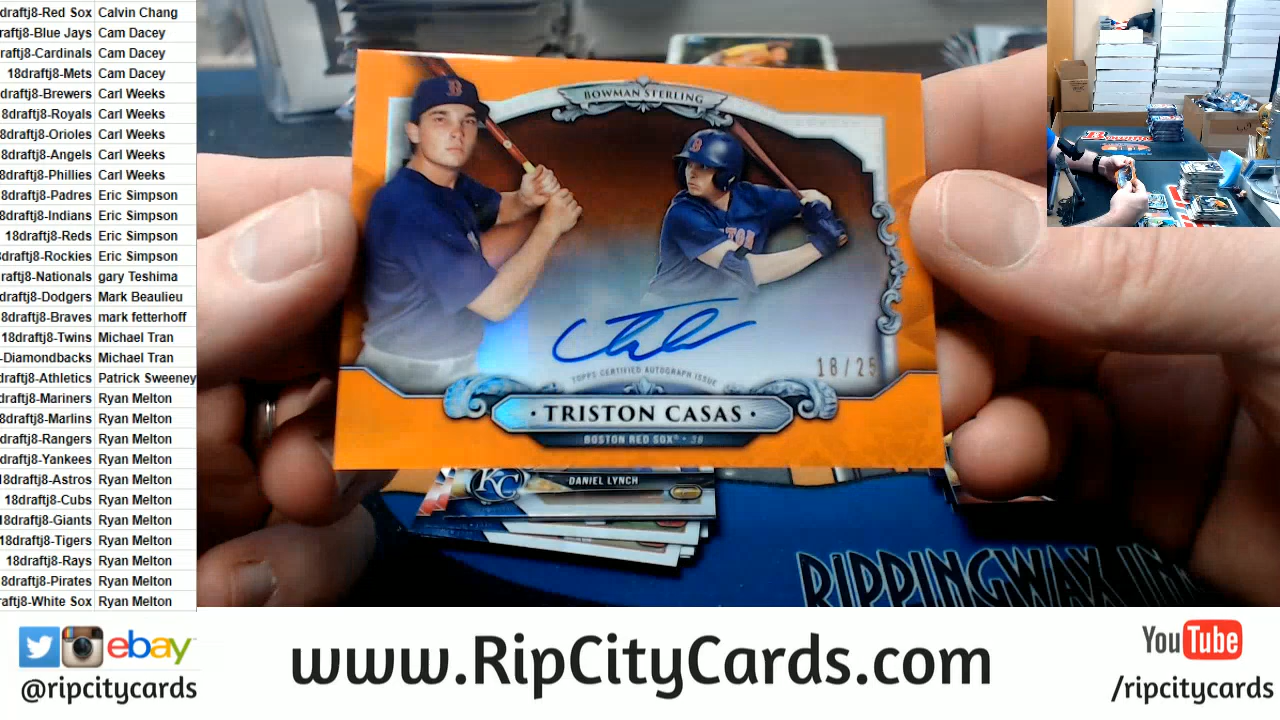 draftj8-Red Sox Calvin Chang
draftj8-Blue Jays Cam Dacey
raftj8-Cardinals Cam Dacey
18draftj8-Mets Cam Dacey
draftj8-Brewers Carl Weeks
8draftj8-Royals Carl Weeks
8draftj8-Orioles Carl Weeks
8draftj8-Angels Carl Weeks
8draftj8-Phillies Carl Weeks
8draftj8-Padres Eric Simpson
8draftj8-Indians Eric Simpson
18draftj8-Reds Eric Simpson
8draftj8-Rockies Eric Simpson
raftj8-Nationals gary Teshima
draftj8-Dodgers Mark Beaulieu
8draftj8-Braves mark fetterhoff
18draftj8-Twins Michael Tran
-Diamondbacks Michael Tran
draftj8-Athletics Patrick Sweeney
draftj8-Mariners Ryan Melton
8draftj8-Marlins Ryan Melton
draftj8-Rangers Ryan Melton
draftj8-Yankees Ryan Melton
8draftj8-Astros Ryan Melton
18draftj8-Cubs Ryan Melton
18draftj8-Giants Ryan Melton
18draftj8-Tigers Ryan Melton
18draftj8-Rays Ryan Melton
8draftj8-Pirates Ryan Melton
raftj8-White Sox Ryan Melton
BOWMAN STERLING
B
B
TOPPS CERTIFIED AUTOGRAPH ISSUE
18/25
· TRISTON CASAS ·
BOSTON RED SOX® · 3B
KC
DANIEL LYNCH
RIPPINGWAX
ebay
@ripcitycards
www.RipCityCards.com
YouTube
/ripcitycards